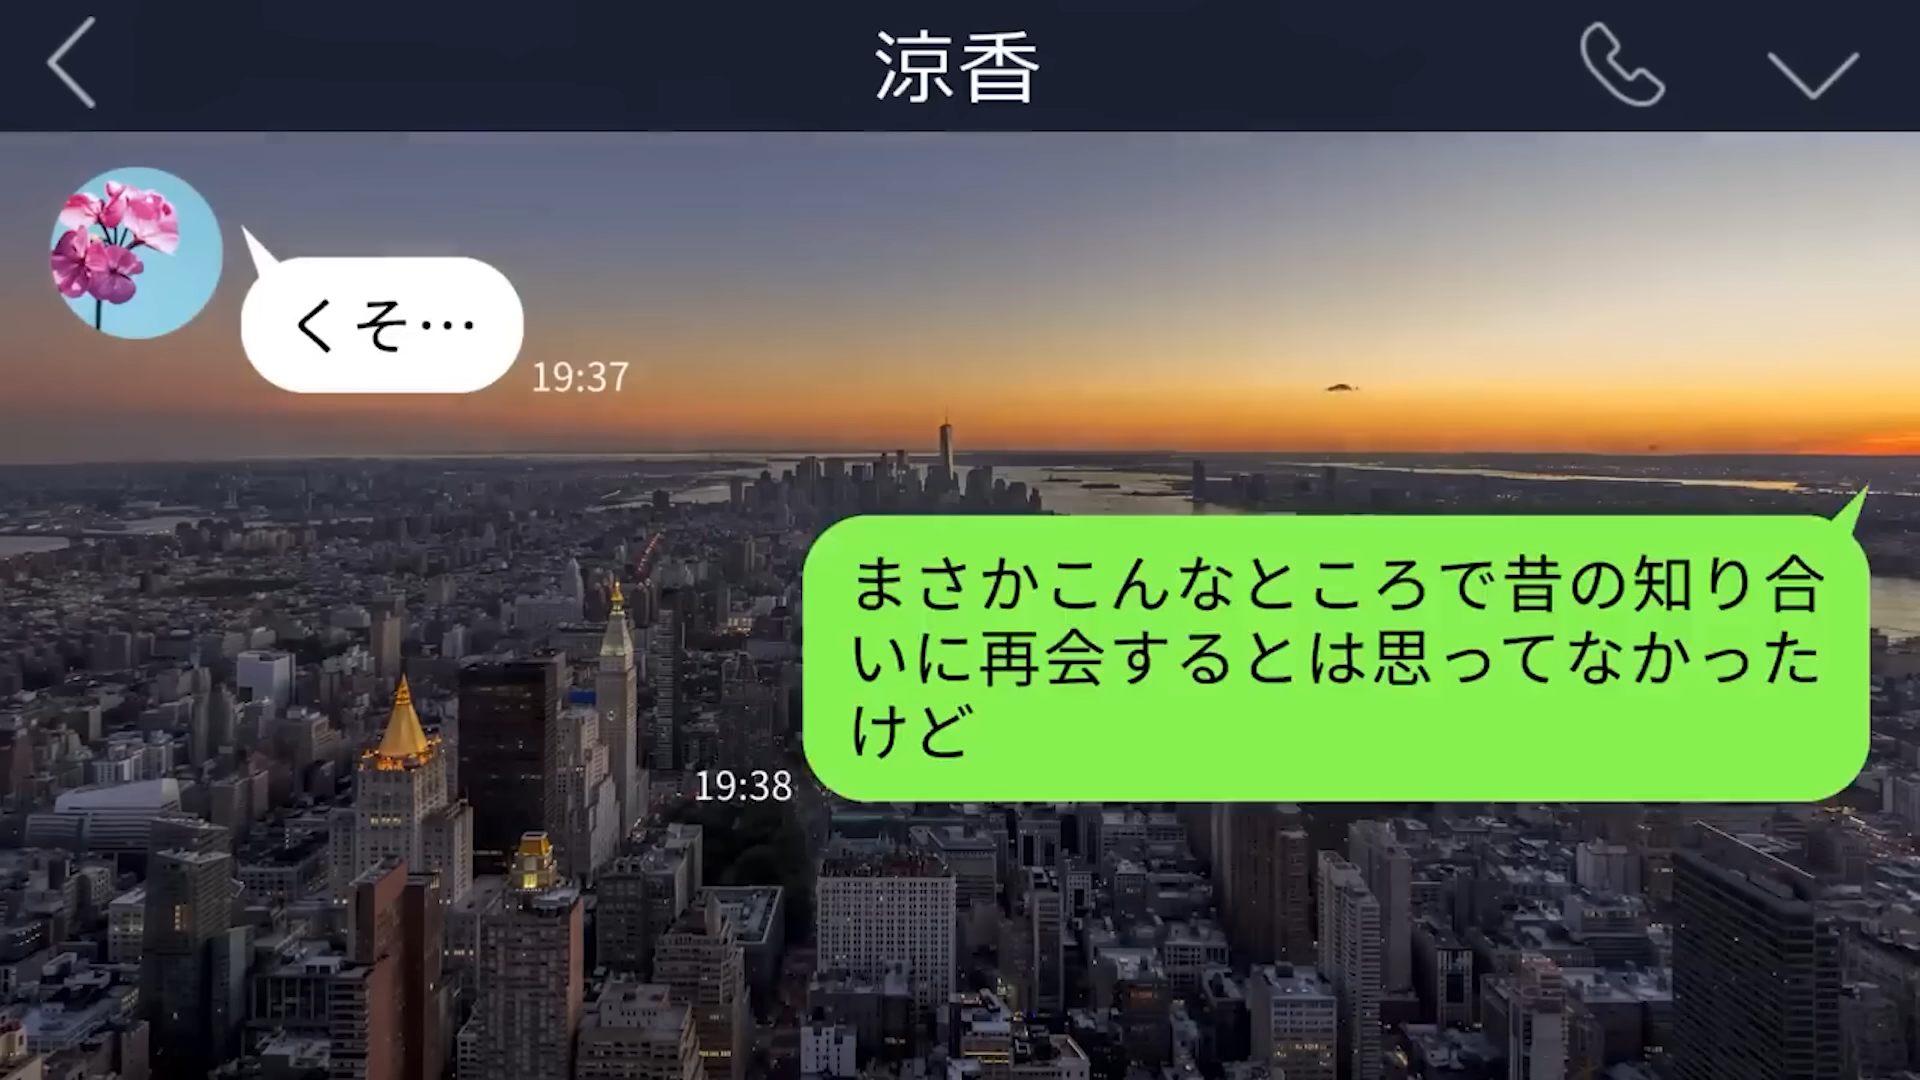 涼香
くそ…
19:37
まさかこんなところで昔の知り合
いに再会するとは思ってなかった
けど
19:38